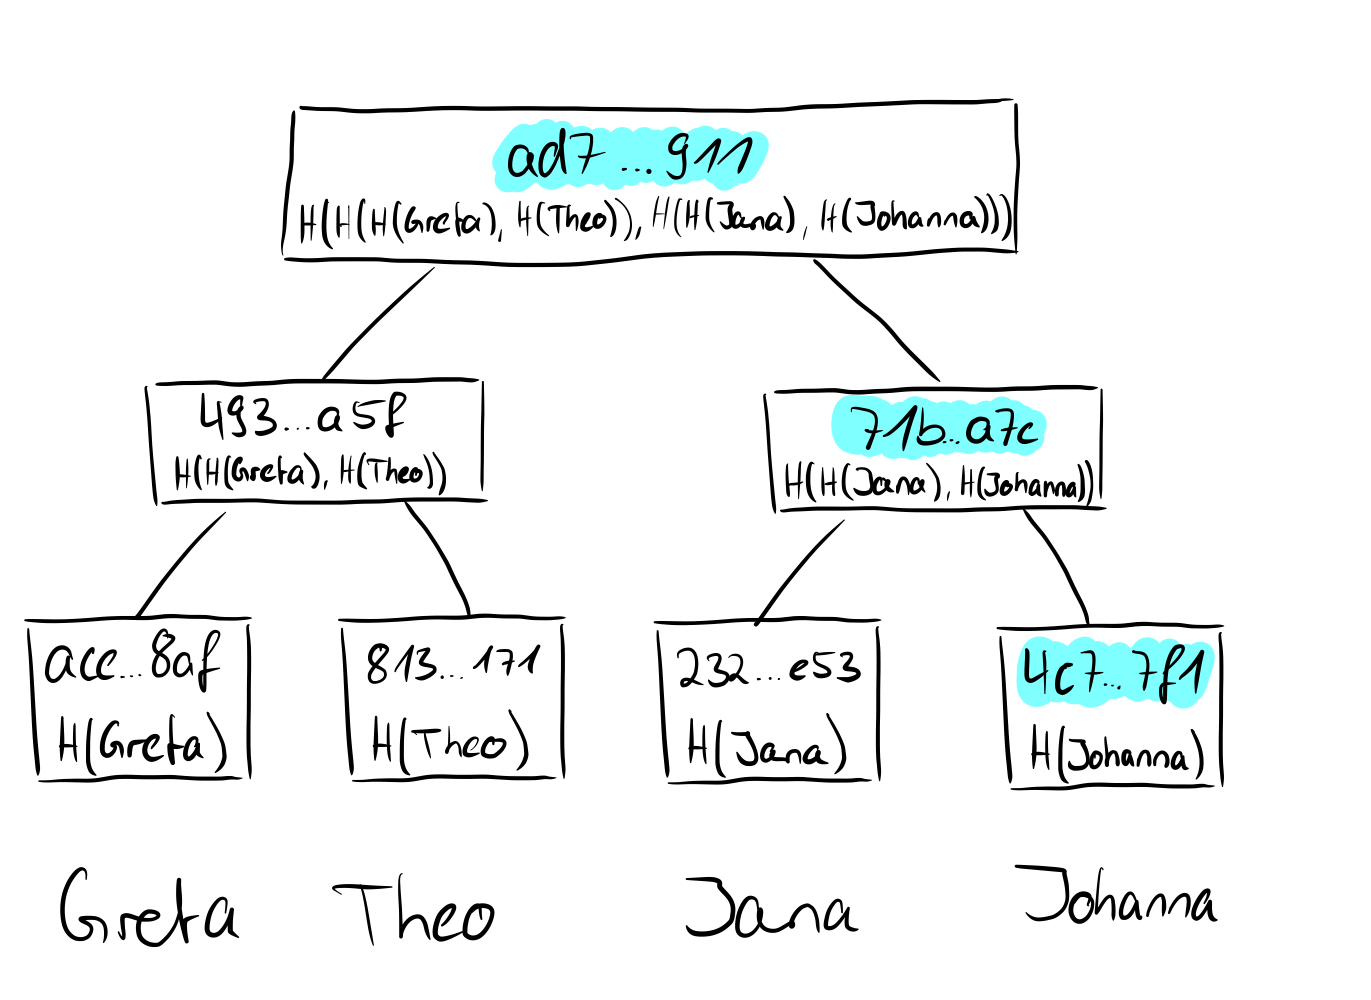 ad7...911
H(H(H(Greta), H(Theo)), H(H(Jana), H(Johanna)))
493...a5f
H(H(Greta), H(Theo))
71b...a7c
H(H(Jana), H(Johanna))
acc...8af
H(Greta)
813...171
H(Theo)
232...e53
H(Jana)
4c7...7f1
H(Johanna)
Greta
Theo
Jana
Johanna